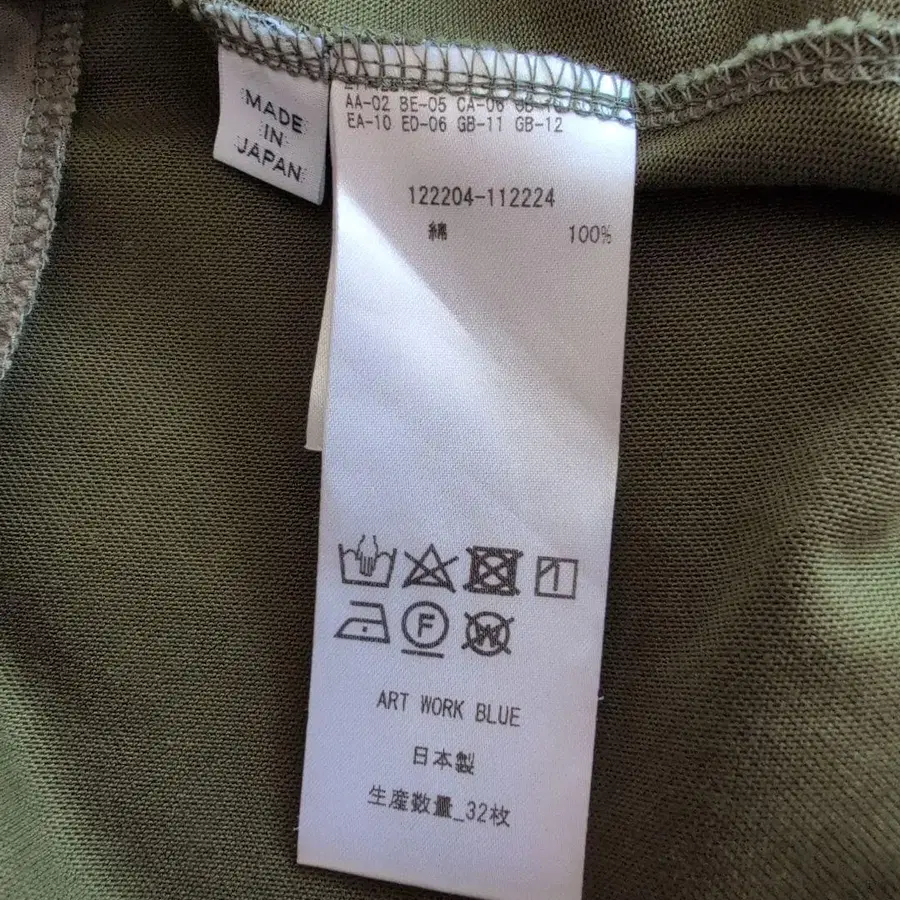 MADE
IN
JAPAN
AA-02 BE-05 CA-06
EA-10 ED-06 GB-11 GB-12
122204-112224
綿 100%
F
W
ART WORK BLUE
日本製
生産数量_32枚